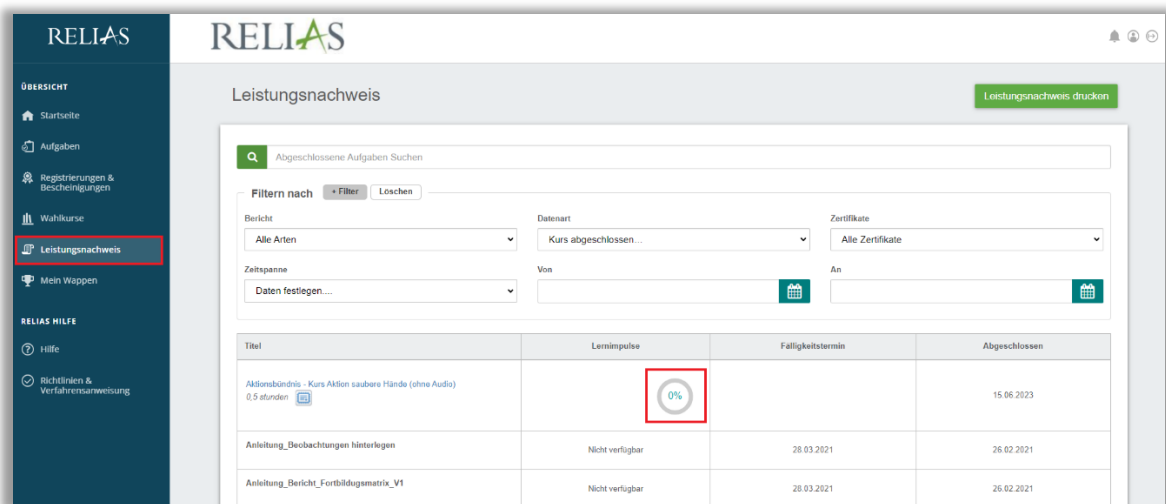 RELIAS
RELIAS
ÜBERSICHT
Startseite
Aufgaben
Registrierungen &
Bescheinigungen
Wahlkurse
Leistungsnachweis
Mein Wappen
RELIAS HILFE
Hilfe
Richtlinien &
Verfahrensanweisung
Leistungsnachweis
Leistungsnachweis drucken
Abgeschlossene Aufgaben Suchen
Filtern nach + Filter Löschen
Bericht Datenart Zertifikate
Alle Arten Kurs abgeschlossen... Alle Zertifikate
Zeitspanne Von An
Daten festlegen....
Titel Lernimpulse Fälligkeitstermin Abgeschlossen
Aktionsbündnis - Kurs Aktion saubere Hände (ohne Audio)
0,5 stunden
0% 15.06.2023
Anleitung_Beobachtungen hinterlegen Nicht verfügbar 28.03.2021 26.02.2021
Anleitung_Bericht_Fortbildugsmatrix_V1 Nicht verfügbar 28.03.2021 26.02.2021